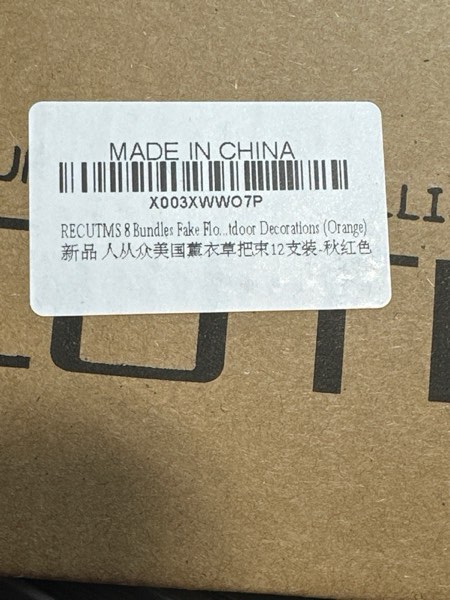 MADE IN CHINA
X003XWWO7P
RECUTMS 8 Bundles Fake Flo...tdoor Decorations (Orange)
新品 人从众美国薰衣草把束12支装-秋红色